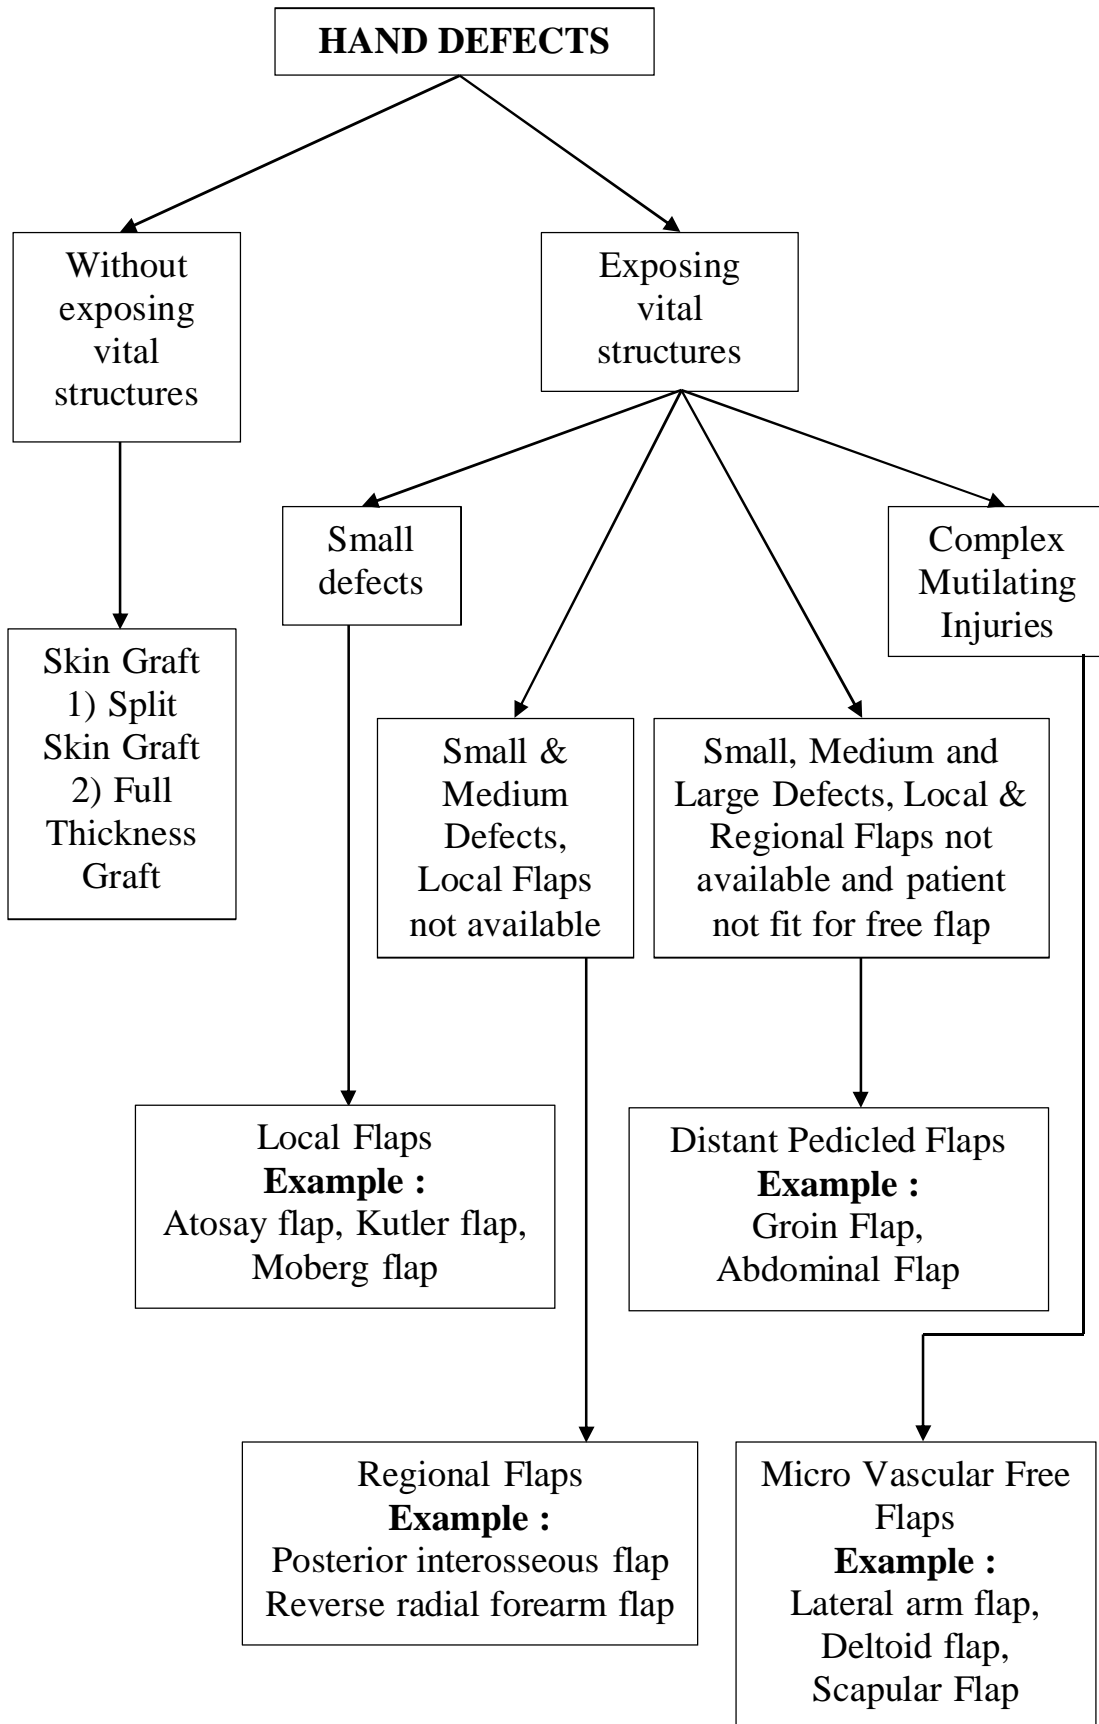 HAND DEFECTS
Without
exposing
vital
structures
Exposing
vital
structures
Small
defects
Complex
Mutilating
Injuries
Skin Graft
1) Split
Skin Graft
2) Full
Thickness
Graft
Small &
Medium
Defects,
Local Flaps
not available
Small, Medium and
Large Defects, Local &
Regional Flaps not
available and patient
not fit for free flap
Local Flaps
Example :
Atosay flap, Kutler flap,
Moberg flap
Distant Pedicled Flaps
Example :
Groin Flap,
Abdominal Flap
Regional Flaps
Example :
Posterior interosseous flap
Reverse radial forearm flap
Micro Vascular Free
Flaps
Example :
Lateral arm flap,
Deltoid flap,
Scapular Flap